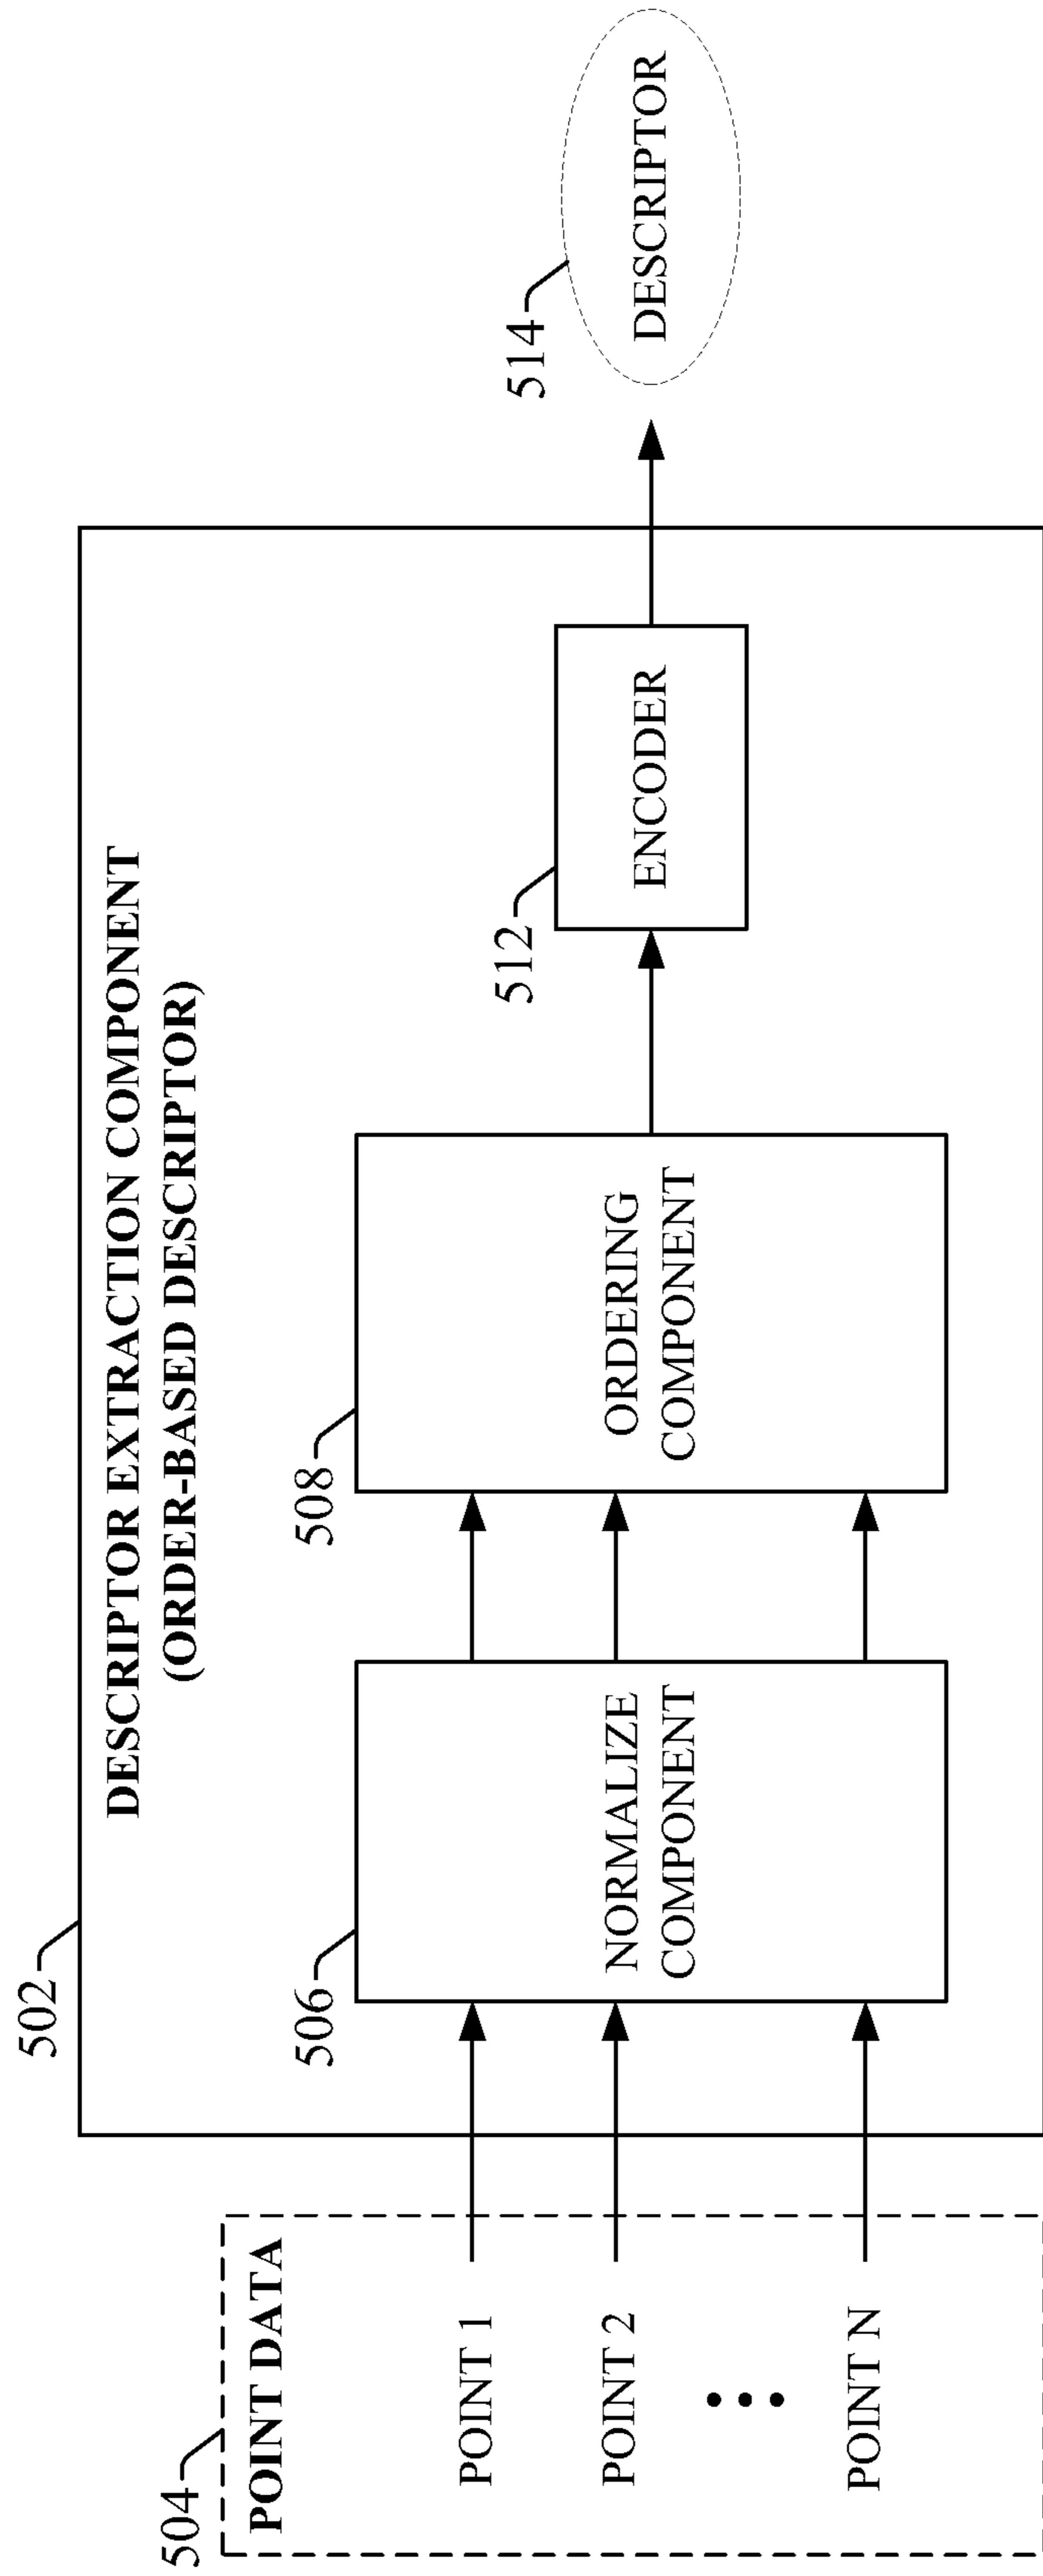 502
DESCRIPTOR EXTRACTION COMPONENT
(ORDER-BASED DESCRIPTOR)
504
POINT DATA
POINT 1
POINT 2
POINT N
506
NORMALIZE
COMPONENT
508
ORDERING
COMPONENT
512
ENCODER
514
DESCRIPTOR